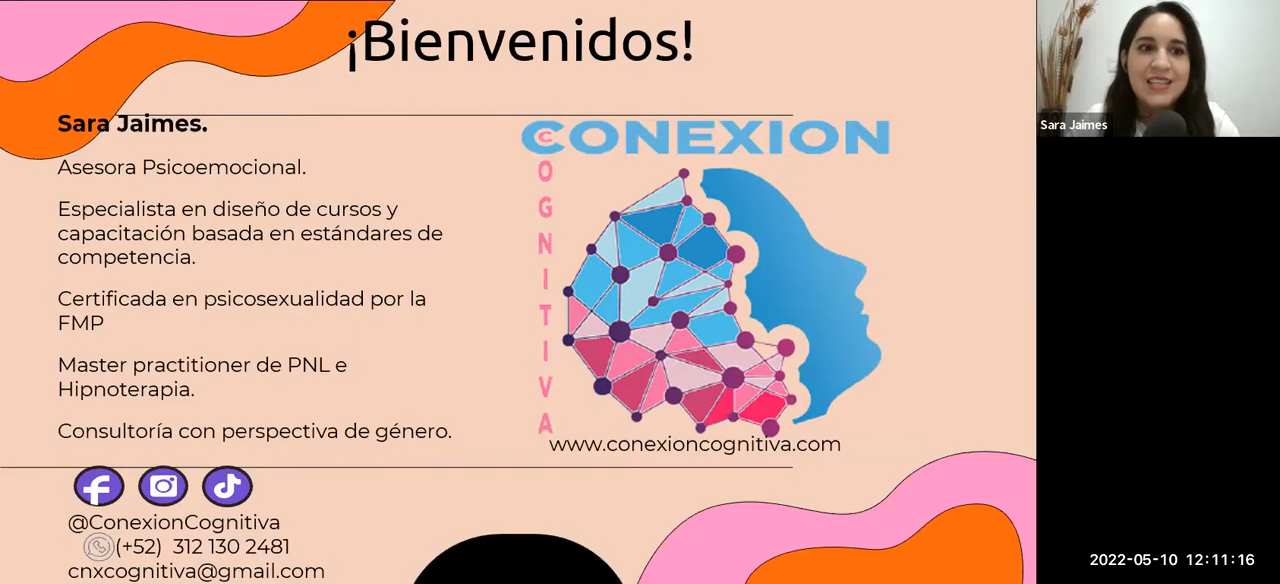 ¡Bienvenidos!
Sara Jaimes.
Asesora Psicoemocional.
Especialista en diseño de cursos y
capacitación basada en estándares de
competencia.
Certificada en psicosexualidad por la
FMP
Master practitioner de PNL e
Hipnoterapia.
Consultoría con perspectiva de género.
CONEXION
COGNITIVA
www.conexioncognitiva.com
@ConexionCognitiva
(+52) 312 130 2481
cnxcognitiva@gmail.com
Sara Jaimes
2022-05-10 12:11:16